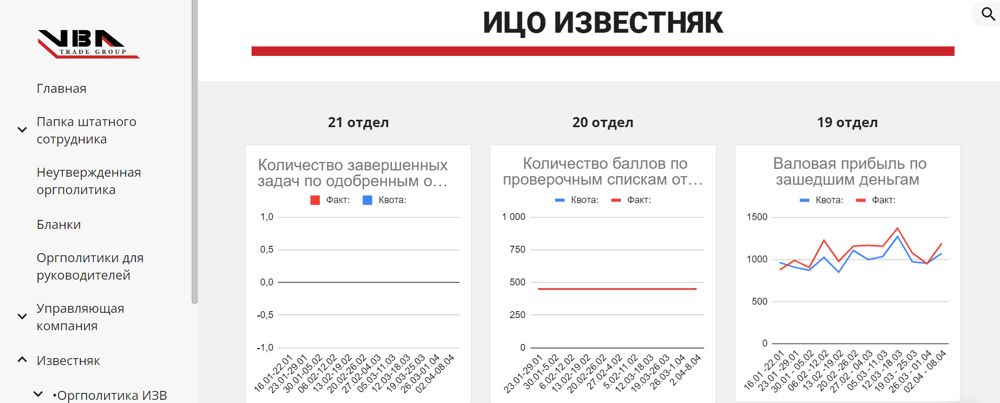 VBA
TRADE GROUP
Главная
Папка штатного
сотрудника
Неутвержденная
оргполитика
Бланки
Оргполитики для
руководителей
Управляющая
компания
Известняк
•Оргполитика ИЗВ
ИЦО ИЗВЕСТНЯК
21 отдел
Количество завершенных
задач по одобренным о…
Факт: Квота:
1,0
0,5
0,0
-0,5
-1,0
16.01-22.01
23.01-29.01
30.01-05.02
06.02-12.02
13.02-19.02
20.02-26.02
27.02-04.03
05.03-11.03
12.03-18.03
19.03-25.03
26.03-01.04
02.04-08.04
20 отдел
Количество баллов по
проверочным спискам от…
Квота: Факт:
1 000
750
500
250
0
23.01-29.01
30.01-5.02
6.02-12.02
13.02-19.02
20.02-26.02
27.02-4.02
5.02-11.02
12.03-18.03
19.03-26.03
26.03-1.04
2.04-8.04
19 отдел
Валовая прибыль по
зашедшим деньгам
Квота: Факт:
1500
1000
500
0
16.01 -22.01
23.01 -29.01
30.01 - 05.02
06.02 -12.02
13.02 -19.02
20.02 -26.02
27.02 - 04.03
05.03 -11.03
12.03 -18.03
19.03 - 25.03
26.03 - 01.04
02.04 - 08.04